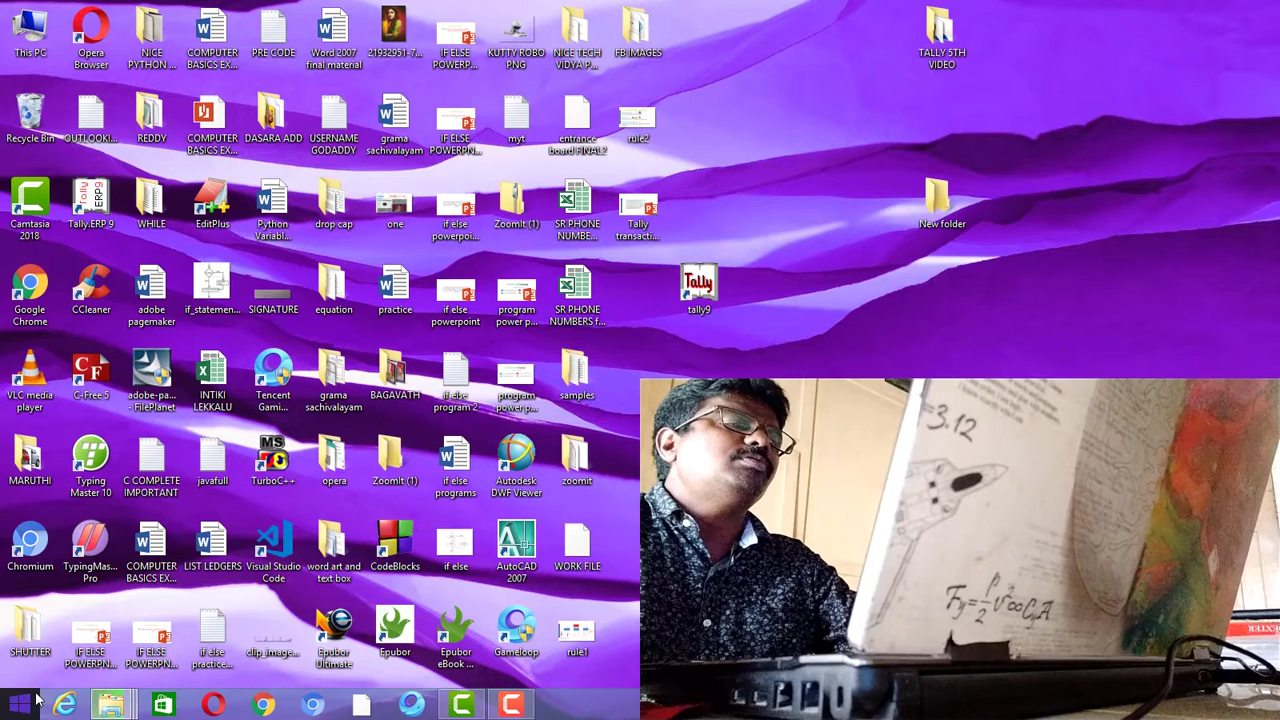 This PC
Opera
Browser
NICE
PYTHON ...
COMPUTER
BASICS EX...
PRE CODE
Word 2007
final material
21932951-7...
IF ELSE
POWERP...
KUTTY ROBO
PNG
NICE TECH
VIDYA P...
FB IMAGES
TALLY 5TH
VIDEO
Recycle Bin
OUTLOOK!...
REDDY
COMPUTER
BASICS EX...
DASARA ADD
USERNAME
GODADDY
grama
sachivalayam
IF ELSE
POWERPN...
myt
entrance
board FINAL2
rule2
Camtasia
2018
Tally.ERP 9
WHILE
EditPlus
Python
Variabl...
drop cap
one
if else
powerpoi...
ZoomIt (1)
SR PHONE
NUMBE...
Tally
transacti...
New folder
Google
Chrome
CCleaner
adobe
pagemaker
if_statemen...
SIGNATURE
equation
practice
if else
powerpoint
program
power p...
SR PHONE
NUMBERS f...
Tally
tally9
VLC media
player
C-Free 5
adobe-pa...
- FilePlanet
INTIKI
LEKKALU
Tencent
Gami...
grama
sachivalayam
BAGAVATH
if else
program 2
program
power p...
samples
MARUTHI
Typing
Master 10
C COMPLETE
IMPORTANT
javafull
TurboC++
opera
ZoomIt (1)
if else
programs
Autodesk
DWF Viewer
zoomit
Chromium
TypingMas...
Pro
COMPUTER
BASICS EX...
LIST LEDGERS
Visual Studio
Code
word art and
text box
CodeBlocks
if else
AutoCAD
2007
WORK FILE
SHUTTER
IF ELSE
POWERPN...
IF ELSE
POWERPN...
if else
practice...
clip_image...
Epubor
Ultimate
Epubor
Epubor
eBook ...
Gameloop
rule1
=3.12